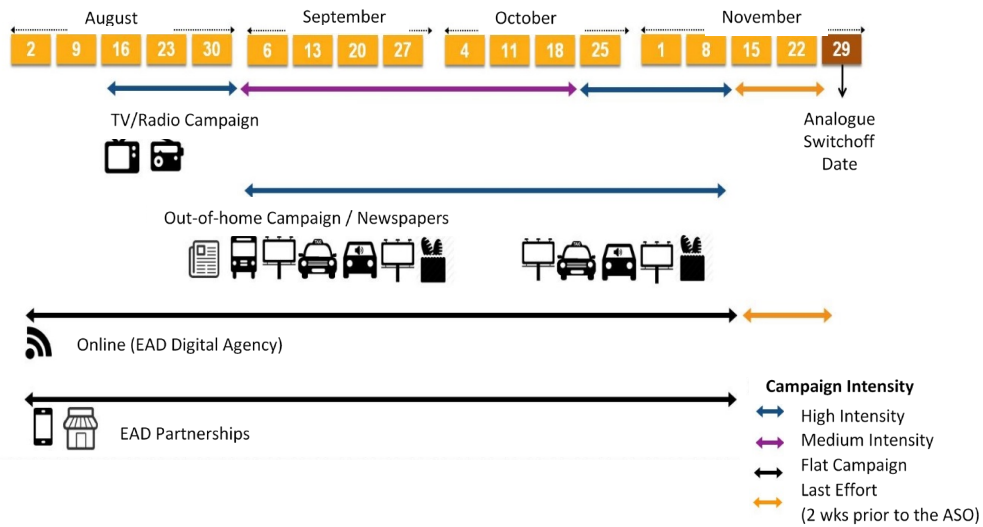 August September October November
2 9 16 23 30 6 13 20 27 4 11 18 25 1 8 15 22 29
TV/Radio Campaign
Analogue
Switchoff
Date
Out-of-home Campaign / Newspapers
Online (EAD Digital Agency)
EAD Partnerships
Campaign Intensity
High Intensity
Medium Intensity
Flat Campaign
Last Effort
(2 wks prior to the ASO)